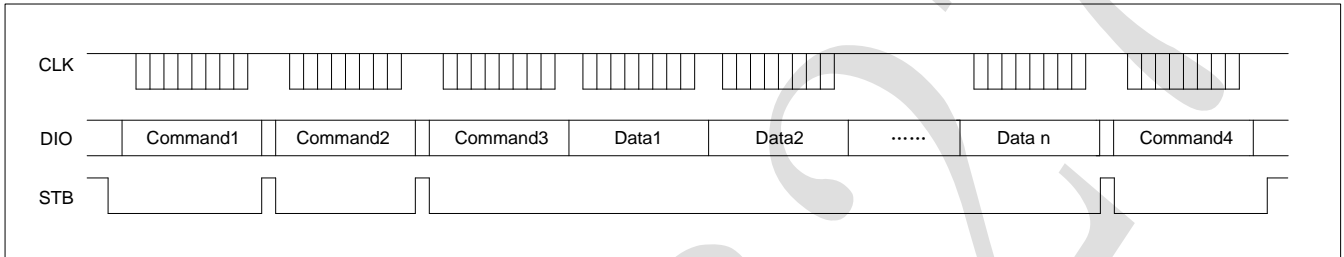 CLK
DIO Command1 Command2 Command3 Data1 Data2 …… Data n Command4
STB